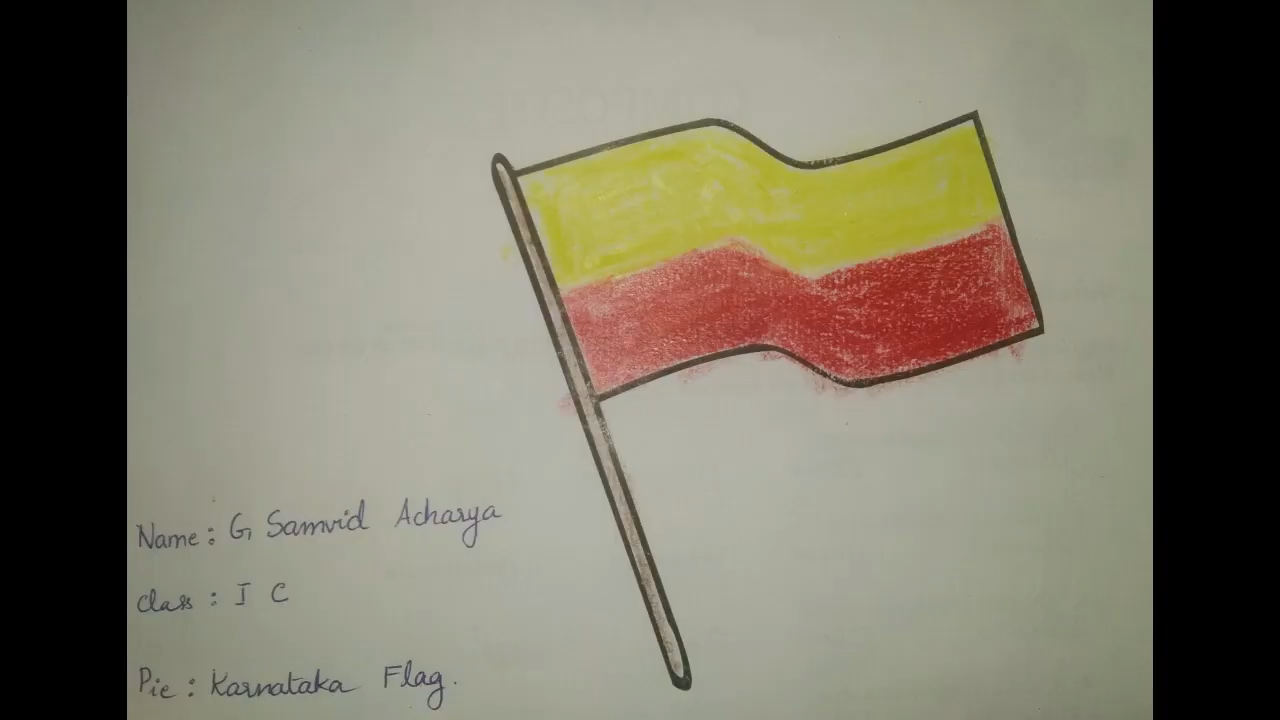 Name : G Samvid Acharya
Class : I C
Pic : Karnataka Flag.